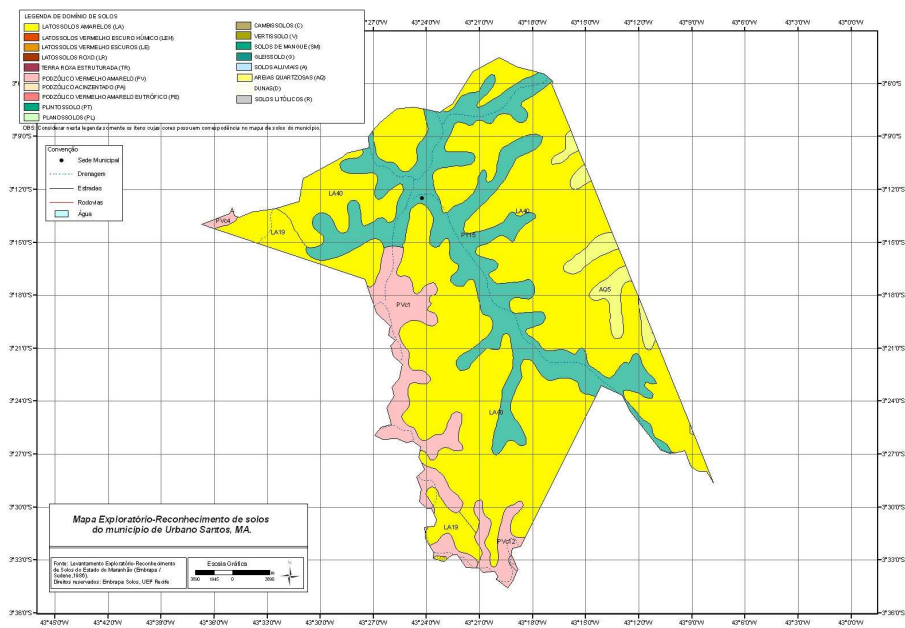 LEGENDA DE DOMÍNIO DE SOLOS
LATOSSOLOS AMARELOS (LA)
LATOSSOLOS VERMELHO ESCURO HÚMICO (LEH)
LATOSSOLOS VERMELHO ESCUROS (LE)
LATOSSOLOS ROXO (LR)
TERRA ROXA ESTRUTURADA (TR)
PODZÓLICO VERMELHO AMARELO (PV)
PODZÓLICO ACINZENTADO (PA)
PODZÓLICO VERMELHO AMARELO EUTRÓFICO (PE)
PLINTOSSOLO (PT)
PLANOSSOLOS (PL)
CAMBISSOLOS (C)
VERTISSOLO (V)
SOLOS DE MANGUE (SM)
GLEISSOLO (G)
SOLOS ALUVIAIS (A)
AREIAS QUARTZOSAS (AQ)
DUNAS(D)
SOLOS LITÓLICOS (R)
OBS: Considerar nesta legenda somente os itens cujas cores possuem correspondência no mapa de solos do município.
Convenção
Sede Municipal
Drenagem
Estradas
Rodovias
Água
43°27'0"W 43°24'0"W 43°21'0"W 43°18'0"W 43°15'0"W 43°12'0"W 43°9'0"W 43°6'0"W 43°3'0"W 43°0'0"W
3°6'0"S
3°9'0"S 3°9'0"S
3°12'0"S 3°12'0"S
3°15'0"S 3°15'0"S
3°18'0"S 3°18'0"S
3°21'0"S 3°21'0"S
3°24'0"S 3°24'0"S
3°27'0"S 3°27'0"S
3°30'0"S 3°30'0"S
3°33'0"S 3°33'0"S
3°36'0"S 3°36'0"S
LA40
LA40
PVc4
LA19
PT15
AQ5
PVc1
LA40
LA19
PVc12
Mapa Exploratório-Reconhecimento de solos
do município de Urbano Santos, MA.
Fonte: Levantamento Exploratório-Reconhecimento
de Solos do Estado do Maranhão (Embrapa /
Sudene,1986).
Direitos reservados: Embrapa Solos, UEP Recife
Escala Gráfica
3890 1945 0 3890
m
N
43°45'0"W 43°42'0"W 43°39'0"W 43°36'0"W 43°33'0"W 43°30'0"W 43°27'0"W 43°24'0"W 43°21'0"W 43°18'0"W 43°15'0"W 43°12'0"W 43°9'0"W 43°6'0"W 43°3'0"W 43°0'0"W